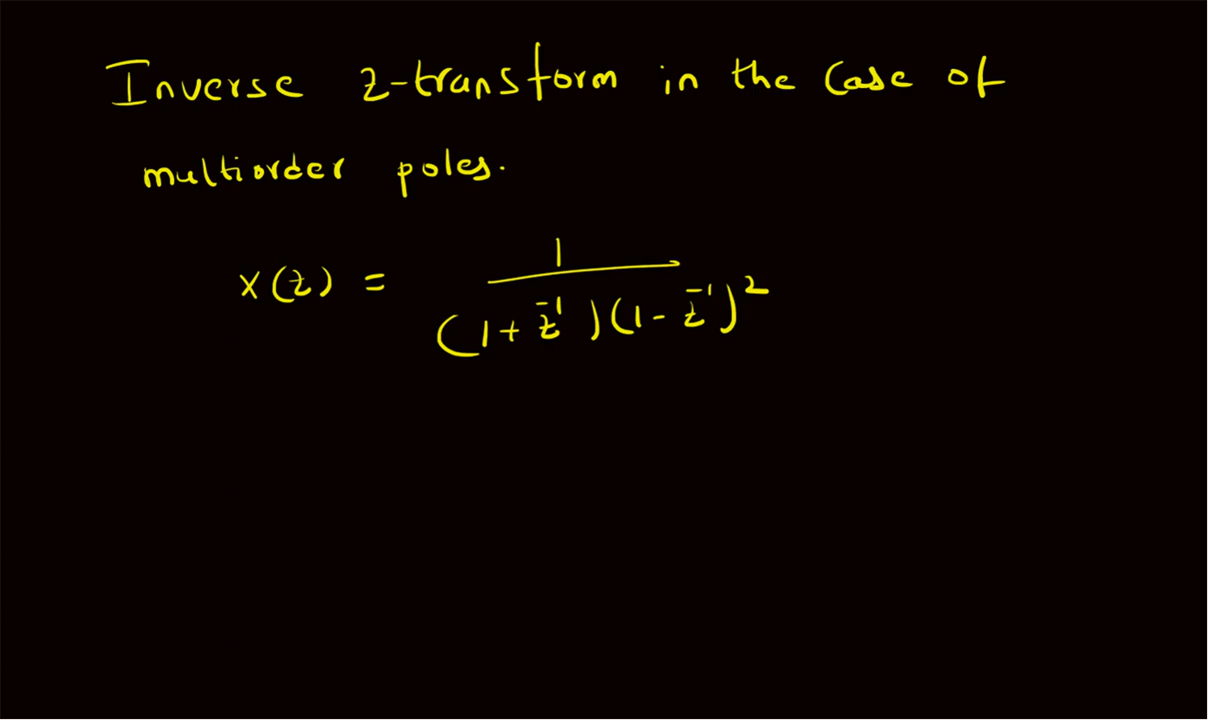 Inverse z-transform in the case of
multiorder poles.
X(z) = 1 / (1 + z⁻¹)(1 - z⁻¹)²